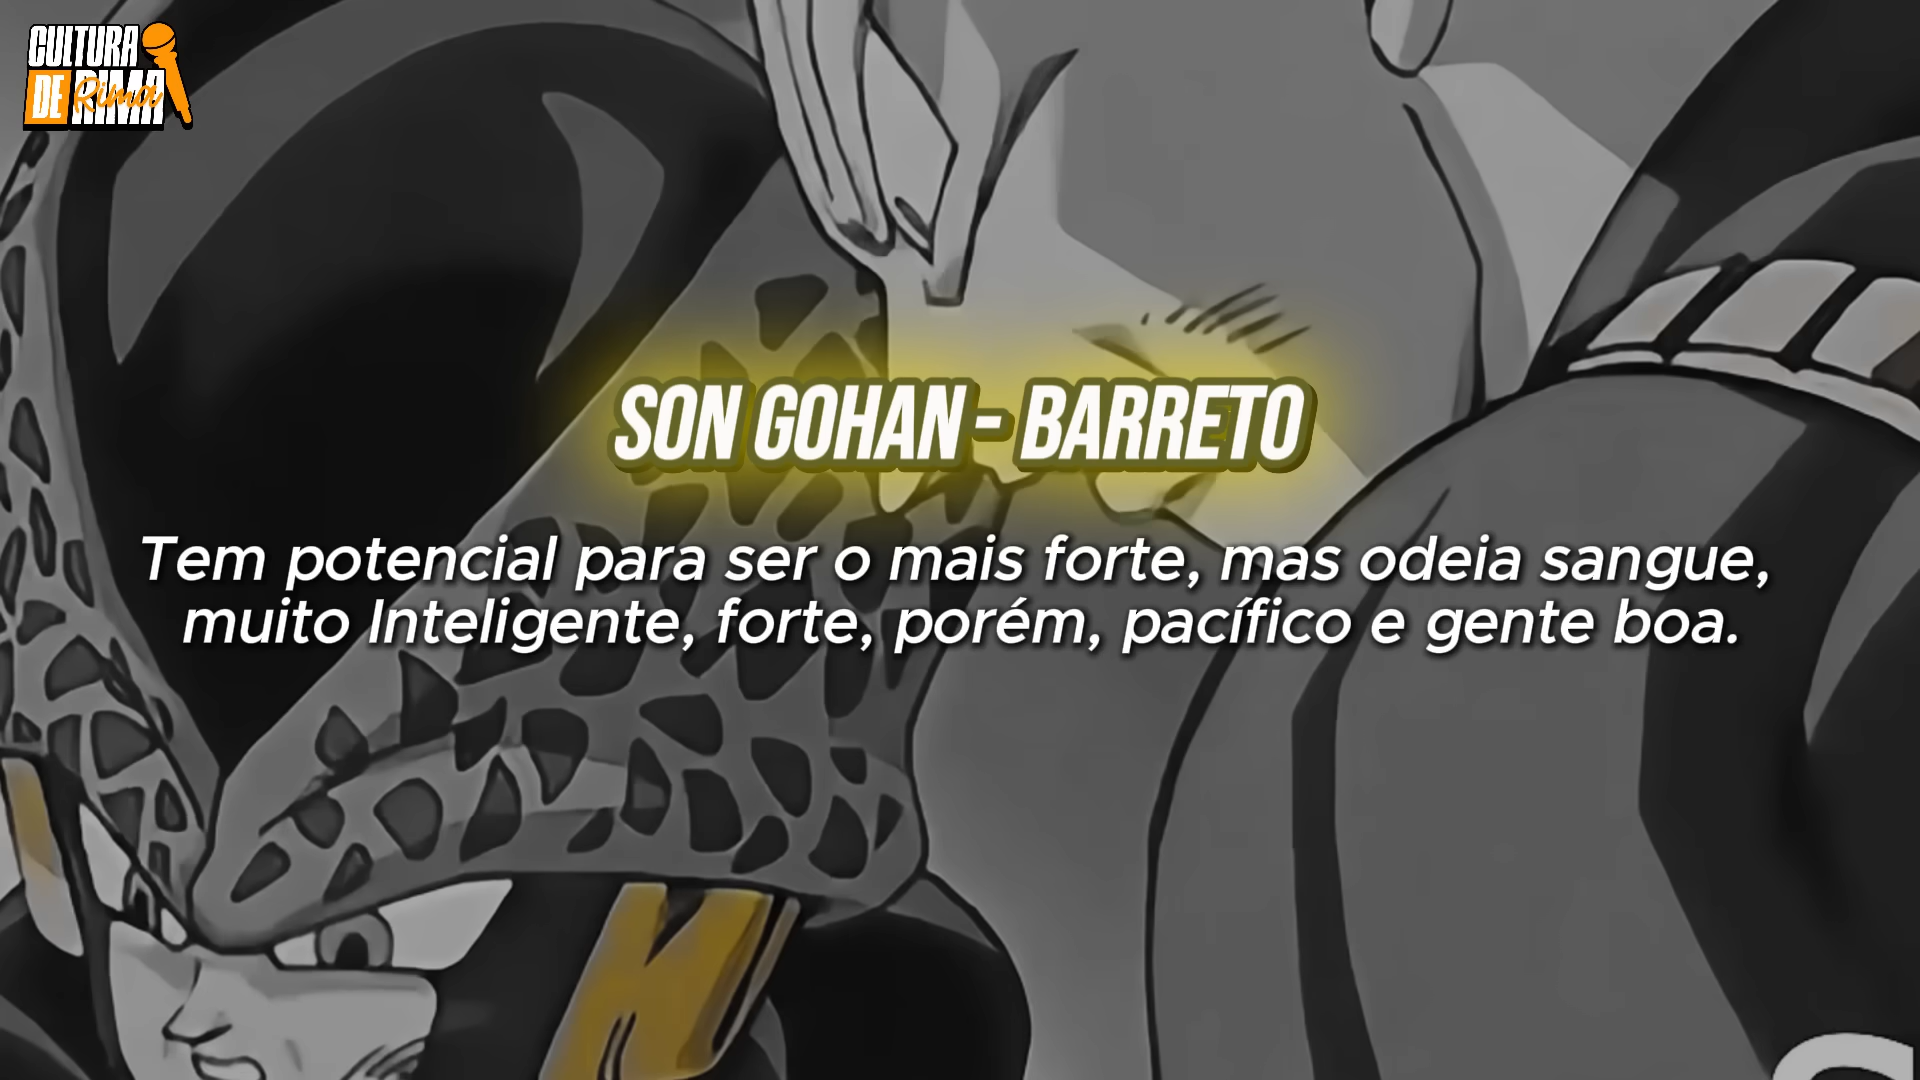 CULTURA
DE RIMA
Rima
SON GOHAN - BARRETO
Tem potencial para ser o mais forte, mas odeia sangue,
muito Inteligente, forte, porém, pacífico e gente boa.